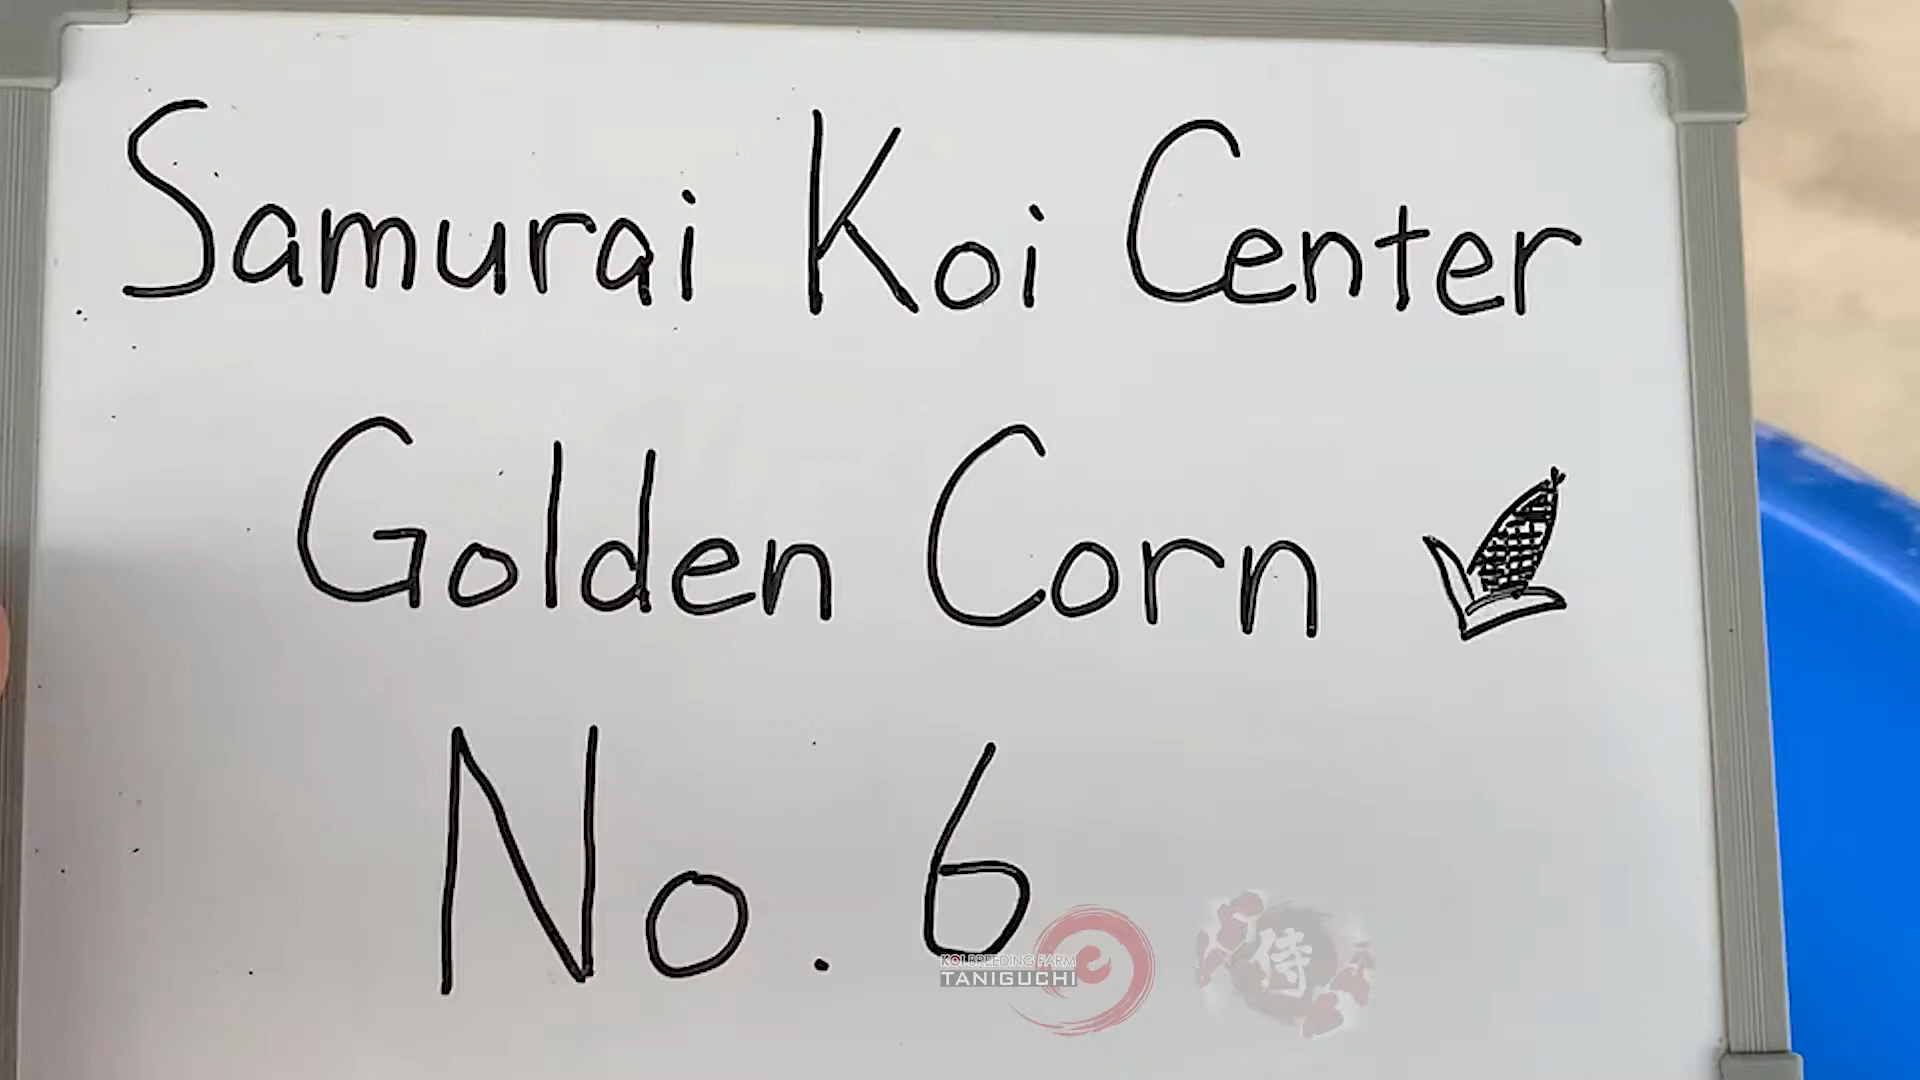 Samurai Koi Center
Golden Corn
No. 6
KOI BREEDING FARM
TANIGUCHI
侍